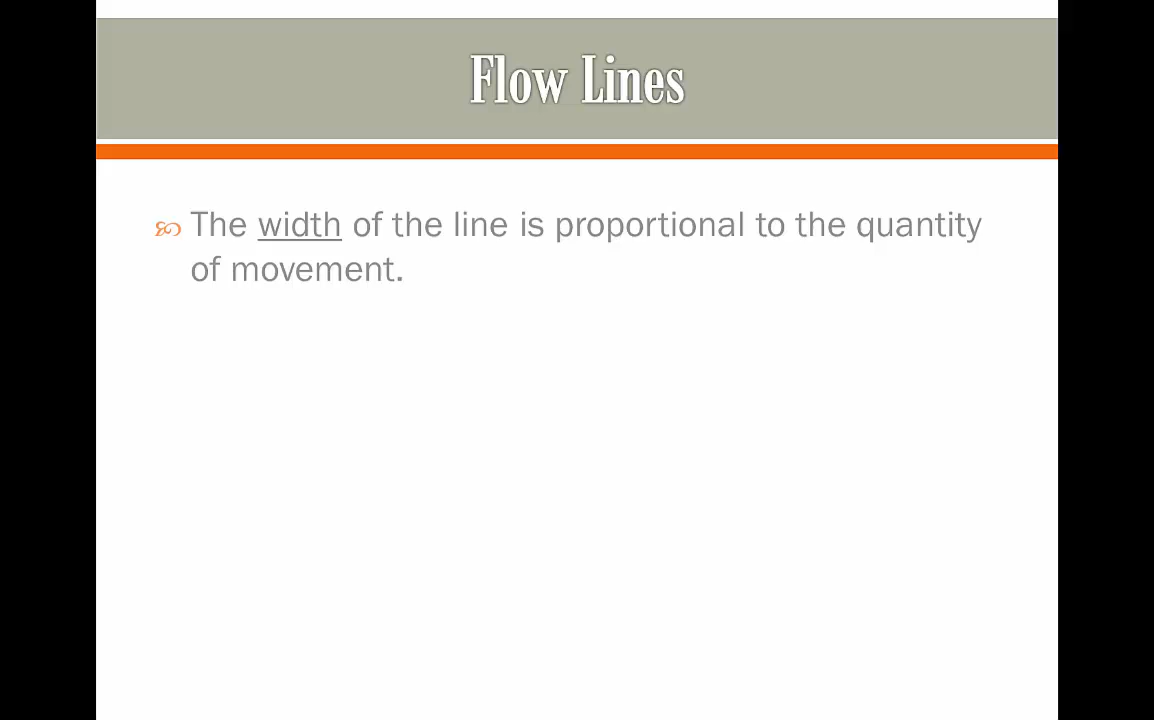 Flow Lines
The width of the line is proportional to the quantity
of movement.